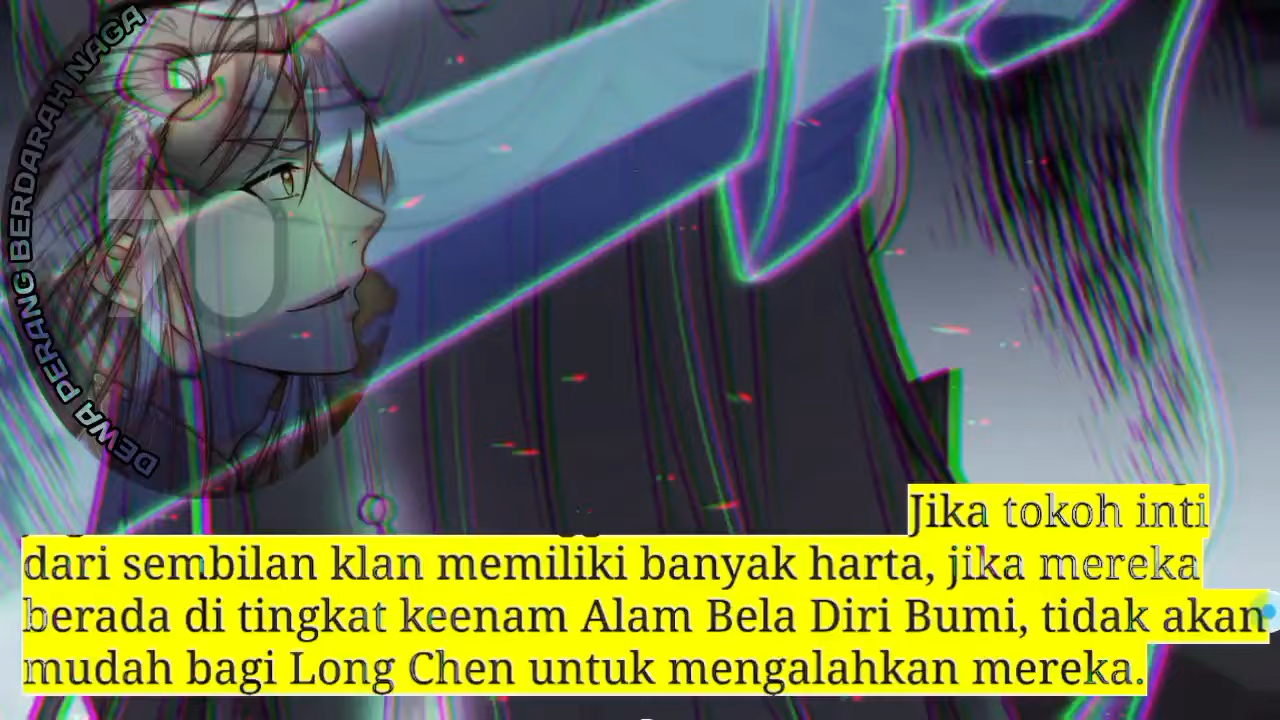 DEWA PERANG BERDARAH NAGA
70
Jika tokoh inti
dari sembilan klan memiliki banyak harta, jika mereka
berada di tingkat keenam Alam Bela Diri Bumi, tidak akan
mudah bagi Long Chen untuk mengalahkan mereka.